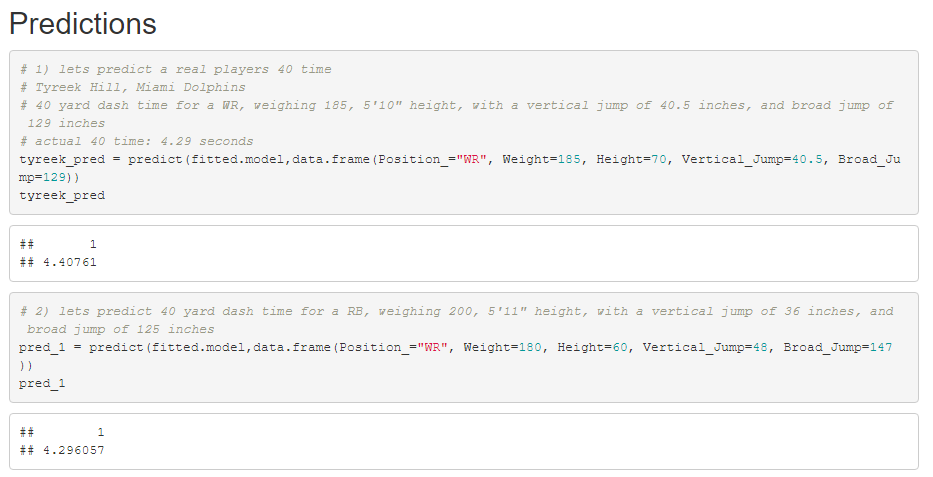 Predictions
# 1) lets predict a real players 40 time
# Tyreek Hill, Miami Dolphins
# 40 yard dash time for a WR, weighing 185, 5'10" height, with a vertical jump of 40.5 inches, and broad jump of
129 inches
# actual 40 time: 4.29 seconds
tyreek_pred = predict(fitted.model,data.frame(Position_="WR", Weight=185, Height=70, Vertical_Jump=40.5, Broad_Ju
mp=129))
tyreek_pred
## 1
## 4.40761
# 2) lets predict 40 yard dash time for a RB, weighing 200, 5'11" height, with a vertical jump of 36 inches, and
broad jump of 125 inches
pred_1 = predict(fitted.model,data.frame(Position_="WR", Weight=180, Height=60, Vertical_Jump=48, Broad_Jump=147
))
pred_1
## 1
## 4.296057